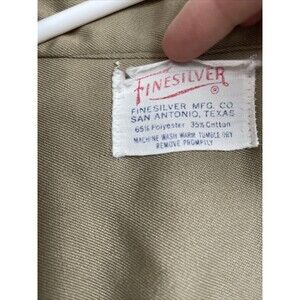 FINESILVER ®
FINESILVER MFG. CO.
SAN ANTONIO, TEXAS
65% Polyester 35% Cotton
MACHINE WASH WARM TUMBLE DRY
REMOVE PROMPTLY